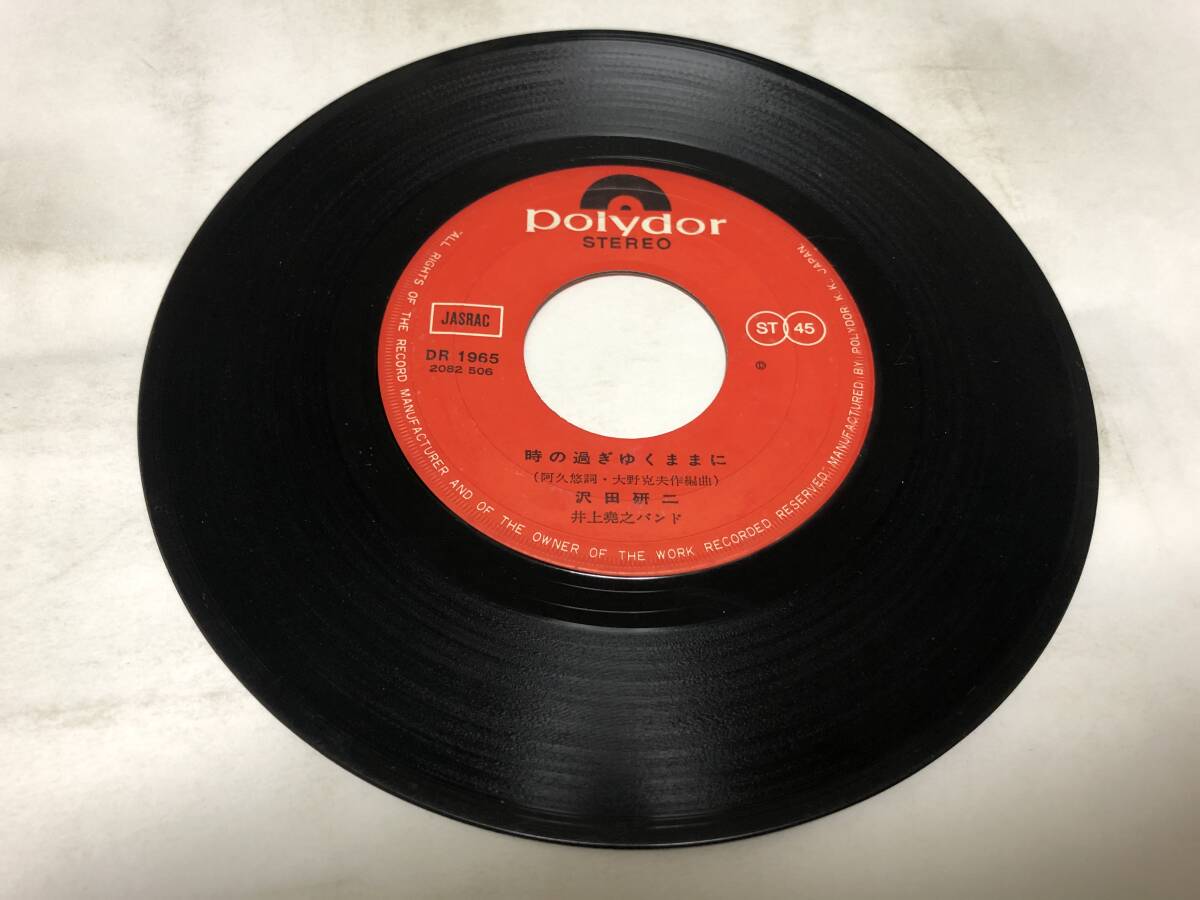 polydor
STEREO
JASRAC
ST 45
DR 1965
2082 506
℗
時の過ぎゆくままに
(阿久悠詞・大野克夫作編曲)
沢田研二
井上堯之バンド
"ALL RIGHTS OF THE RECORD MANUFACTURER AND OF THE OWNER OF THE WORK RECORDED RESERVED." MANUFACTURED BY POLYDOR K.K. JAPAN.